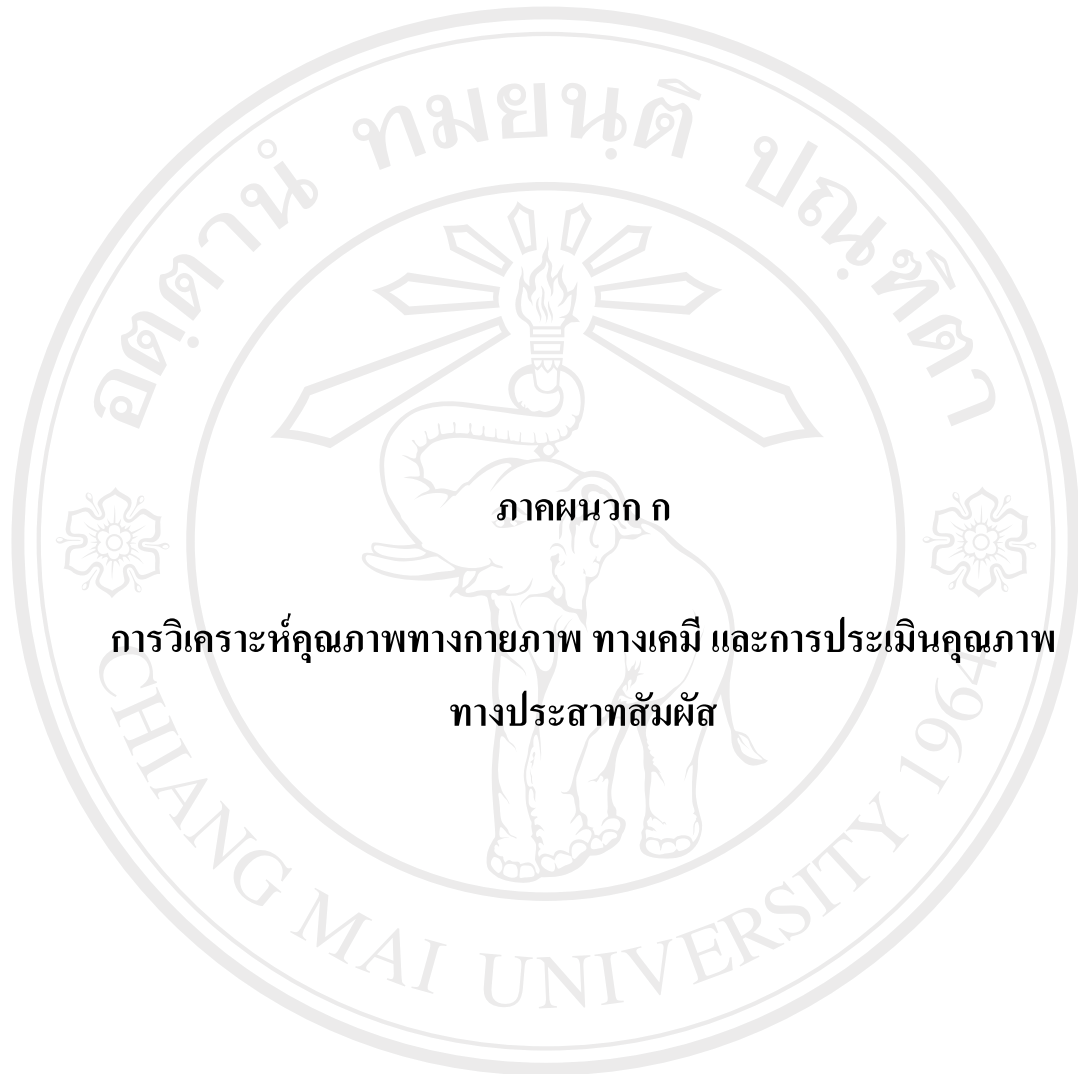 อตฺตานํ ทมยนฺติ ปณฺฑิตา
ภาคผนวก ก
การวิเคราะห์คุณภาพทางกายภาพ ทางเคมี และการประเมินคุณภาพ
ทางประสาทสัมผัส
CHIANG MAI UNIVERSITY 1964